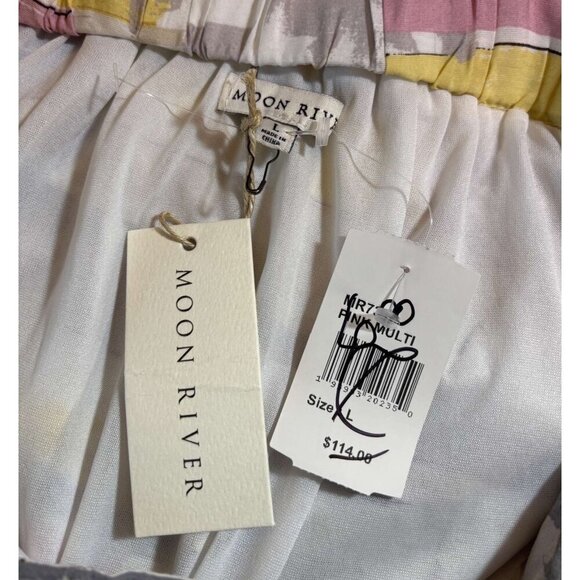 MOON RIVER
L
MADE IN
CHINA
MOON RIVER
PINK MULTI
Size L
$114.00